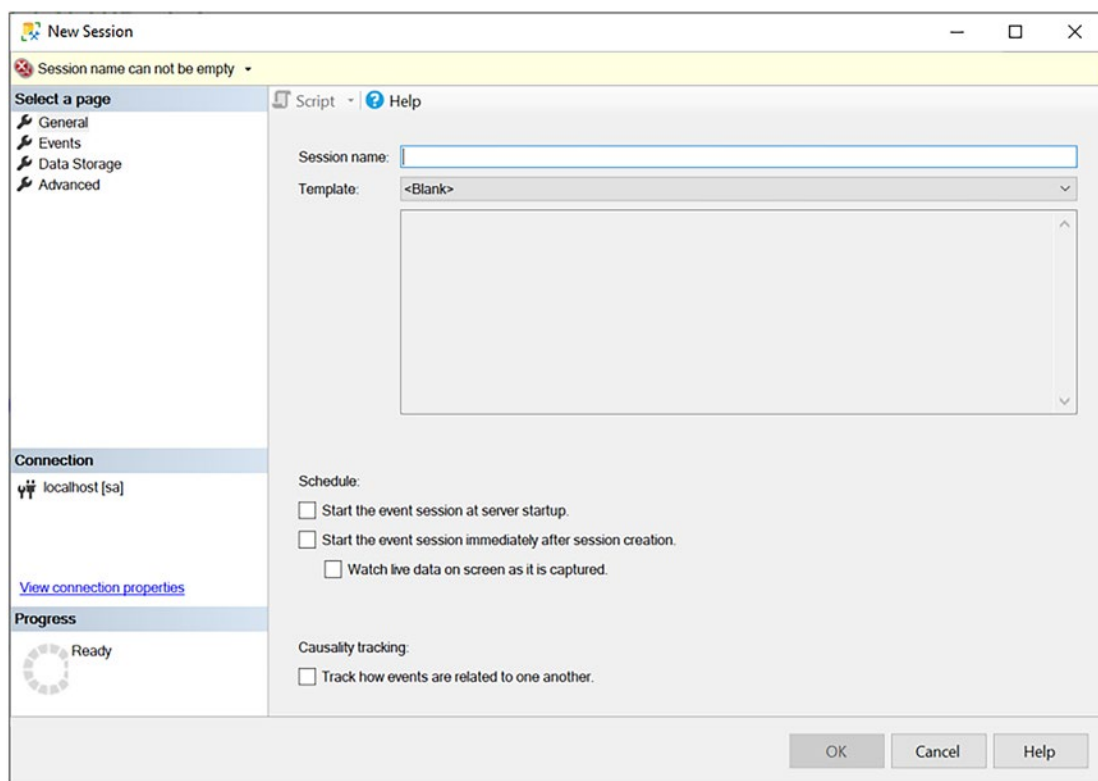 New Session
Session name can not be empty
Select a page
General
Events
Data Storage
Advanced
Script
Help
Session name:
Template:
<Blank>
Schedule:
Start the event session at server startup.
Start the event session immediately after session creation.
Watch live data on screen as it is captured.
Causality tracking:
Track how events are related to one another.
Connection
localhost [sa]
View connection properties
Progress
Ready
OK
Cancel
Help